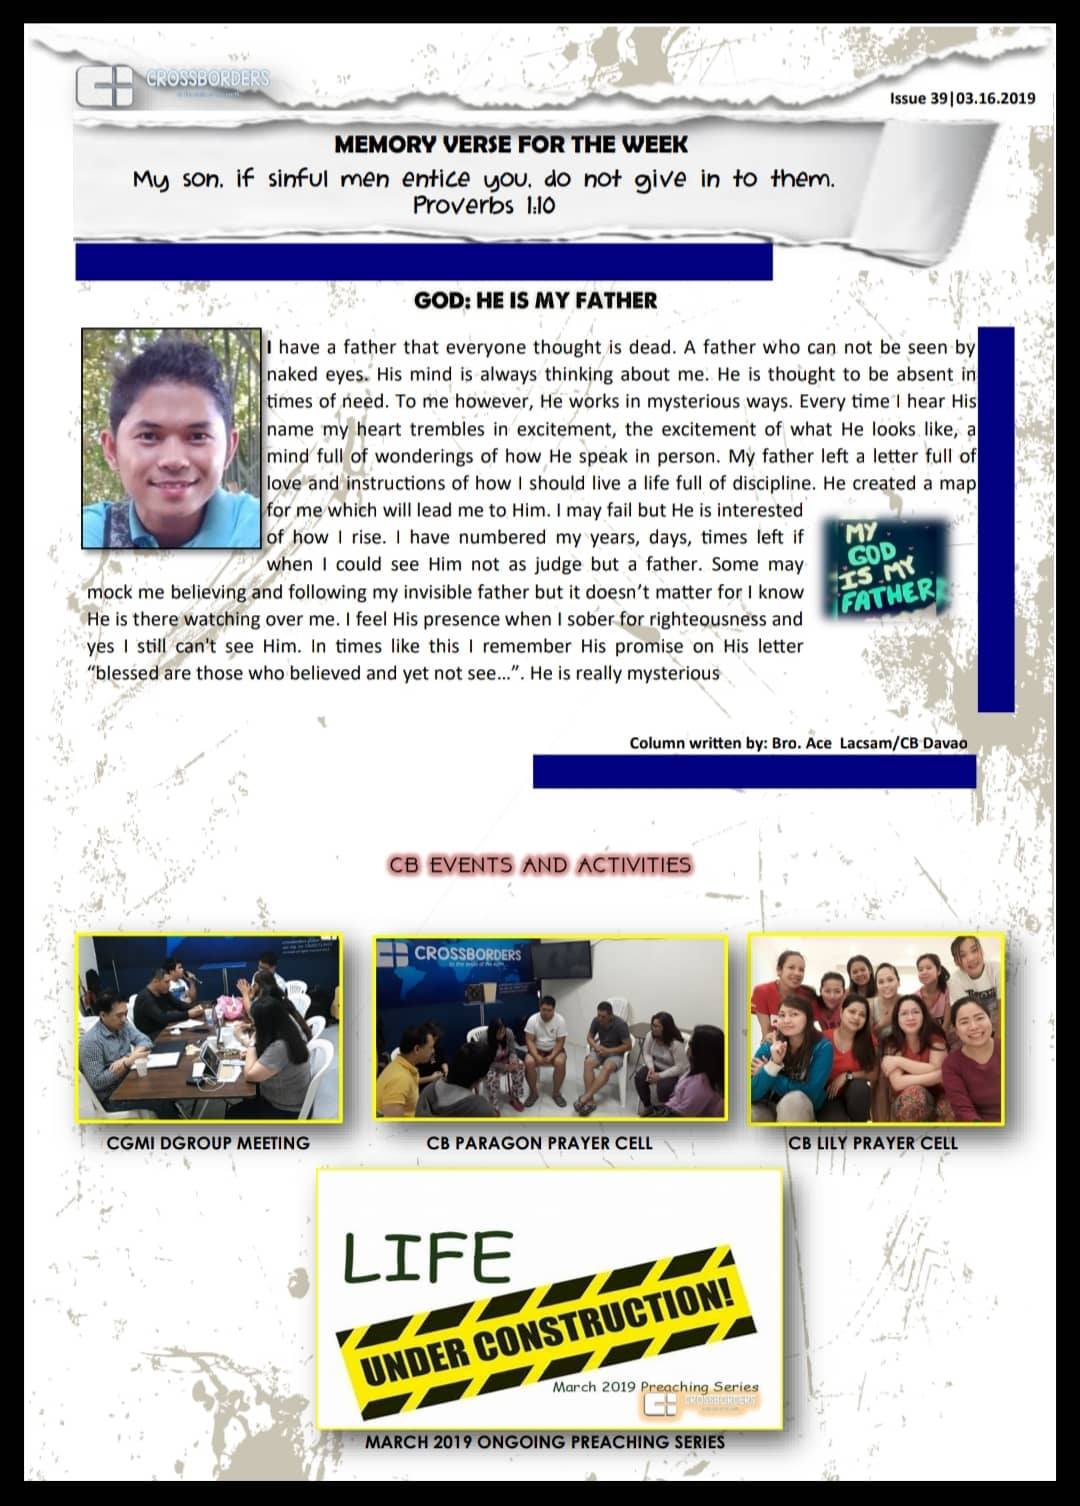 CROSSBORDERS
Issue 39|03.16.2019
MEMORY VERSE FOR THE WEEK
My son, if sinful men entice you, do not give in to them.
Proverbs 1:10
GOD: HE IS MY FATHER
I have a father that everyone thought is dead. A father who can not be seen by
naked eyes. His mind is always thinking about me. He is thought to be absent in
times of need. To me however, He works in mysterious ways. Every time I hear His
name my heart trembles in excitement, the excitement of what He looks like, a
mind full of wonderings of how He speak in person. My father left a letter full of
love and instructions of how I should live a life full of discipline. He created a map
for me which will lead me to Him. I may fail but He is interested
of how I rise. I have numbered my years, days, times left if
when I could see Him not as judge but a father. Some may
mock me believing and following my invisible father but it doesn't matter for I know
He is there watching over me. I feel His presence when I sober for righteousness and
yes I still can't see Him. In times like this I remember His promise on His letter
"blessed are those who believed and yet not see...". He is really mysterious
MY
GOD
IS MY
FATHER
Column written by: Bro. Ace Lacsam/CB Davao
CB EVENTS AND ACTIVITIES
CROSSBORDERS
CGMI DGROUP MEETING
CB PARAGON PRAYER CELL
CB LILY PRAYER CELL
LIFE
UNDER CONSTRUCTION!
March 2019 Preaching Series
CROSSBORDERS
MARCH 2019 ONGOING PREACHING SERIES